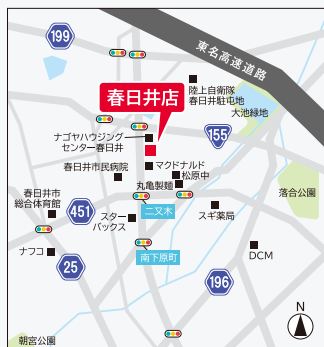 199
東名高速道路
陸上自衛隊
春日井駐屯地
大池緑地
春日井店
155
ナゴヤハウジング
センター春日井
マクドナルド
春日井市民病院
松原中
丸亀製麺
落合公園
春日井市
総合体育館
451
スター
バックス
二又木
スギ薬局
ナフコ
南下原町
DCM
25
196
N
朝宮公園